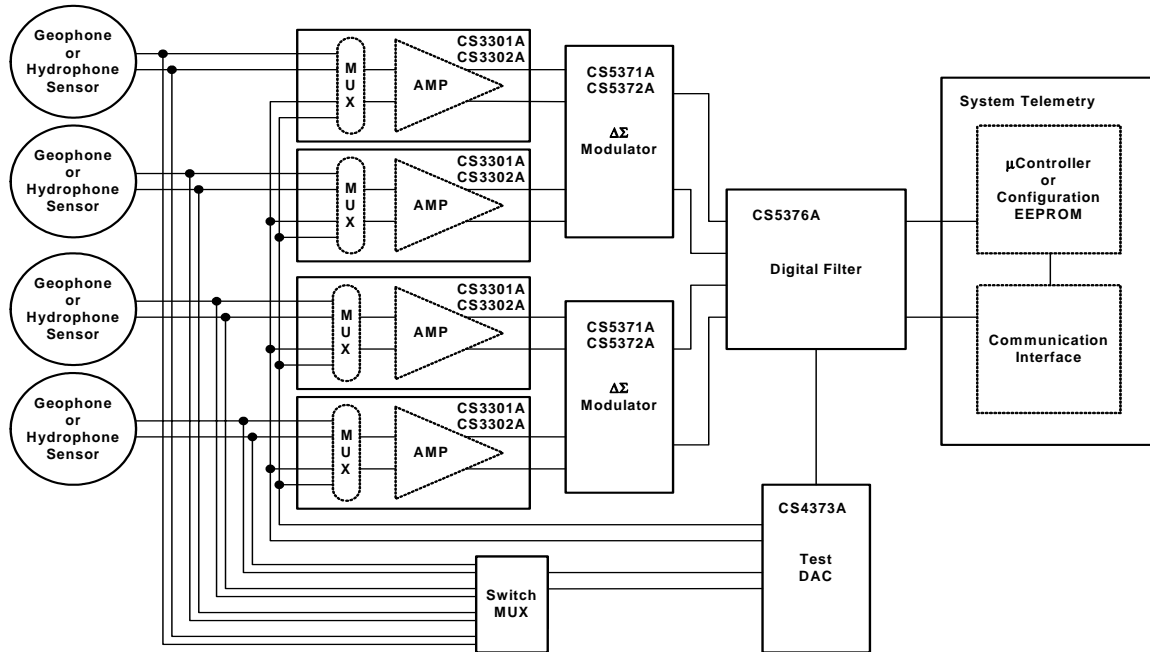 Geophone
or
Hydrophone
Sensor
M
U
X
AMP
CS3301A
CS3302A
Geophone
or
Hydrophone
Sensor
M
U
X
AMP
CS3301A
CS3302A
CS5371A
CS5372A
ΔΣ
Modulator
Geophone
or
Hydrophone
Sensor
M
U
X
AMP
CS3301A
CS3302A
Geophone
or
Hydrophone
Sensor
M
U
X
AMP
CS3301A
CS3302A
CS5371A
CS5372A
ΔΣ
Modulator
CS5376A
Digital Filter
System Telemetry
μController
or
Configuration
EEPROM
Communication
Interface
Switch
MUX
CS4373A
Test
DAC